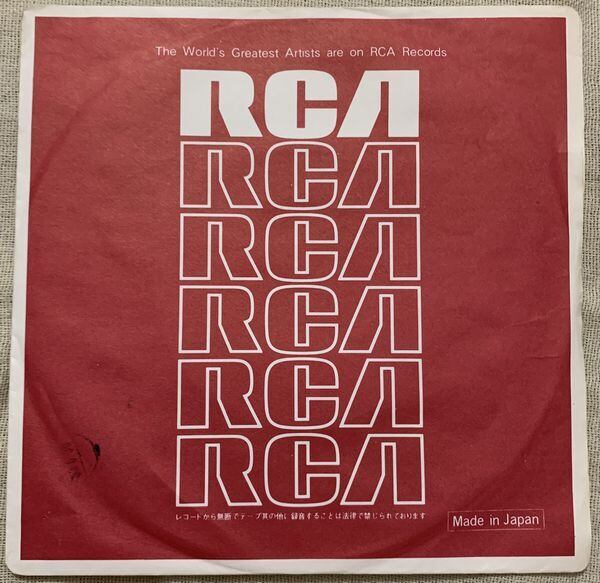 The World's Greatest Artists are on RCA Records
RCA
RCA
RCA
RCA
RCA
RCA
レコードから無断でテープ其の他に録音することは法律で禁じられております
Made in Japan